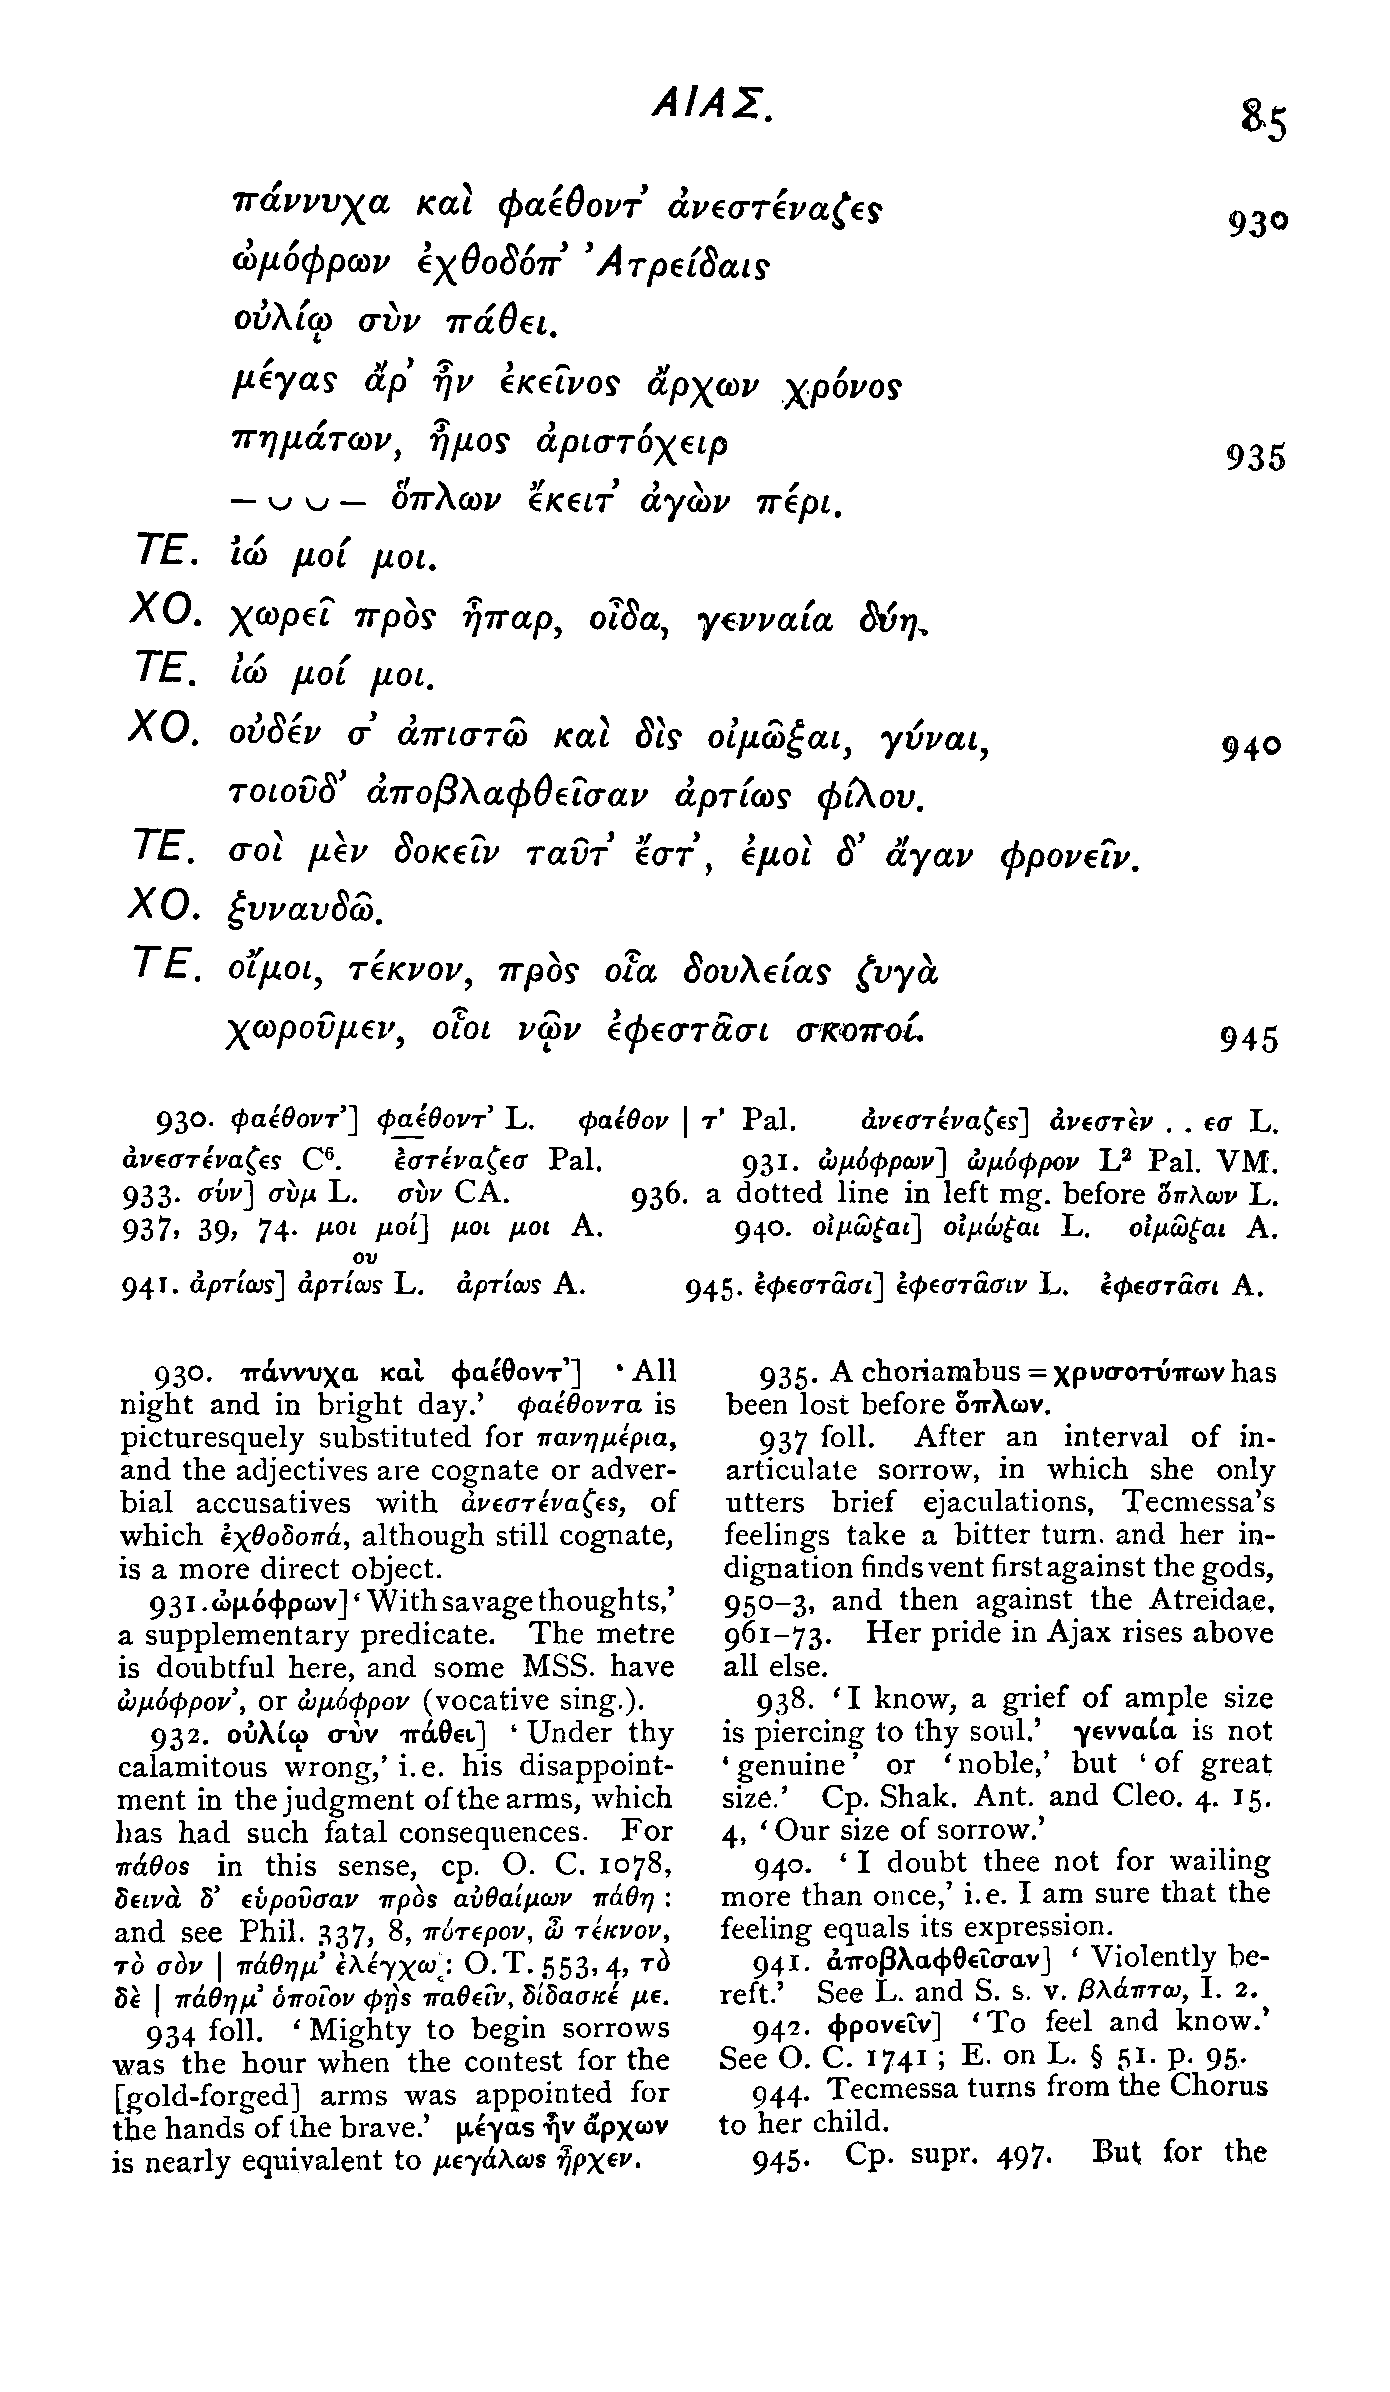 ΑΙΑΣ.
85
πάννυχα καὶ φαέθοντ’ ἀνεστέναζες
930
ὠμόφρων ἐχθοδόπ’ Ἀτρείδαις
οὐλίῳ σὺν πάθει.
μέγας ἄρ’ ἦν ἐκεῖνος ἄρχων χρόνος
πημάτων, ἦμος ἀριστόχειρ
935
– ᴗ ᴗ – ὅπλων ἔκειτ’ ἀγὼν πέρι.
ΤΕ. ἰώ μοί μοι.
ΧΟ. χωρεῖ πρὸς ἧπαρ, οἶδα, γενναία δύη.
ΤΕ. ἰώ μοί μοι.
ΧΟ. οὐδέν σ’ ἀπιστῶ καὶ δὶς οἰμῶξαι, γύναι,
940
τοιοῦδ’ ἀποβλαφθεῖσαν ἀρτίως φίλου.
ΤΕ. σοὶ μὲν δοκεῖν ταῦτ’ ἔστ’, ἐμοὶ δ’ ἄγαν φρονεῖν.
ΧΟ. ξυναυδῶ.
ΤΕ. οἴμοι, τέκνον, πρὸς οἷα δουλείας ζυγὰ
χωροῦμεν, οἷοι νῷν ἐφεστᾶσι σκοποί.
945
930. φαέθοντ’] φαέθοντ’ L. φαέθον | τ’ Pal. ἀνεστέναζες] ἀνεστὲν . . εσ L.
ἀνεστέναζες C⁶. ἐστέναζεσ Pal. 931. ὠμόφρων] ὠμόφρον L² Pal. VM.
933. σύν] σὺμ L. σὺν CA. 936. a dotted line in left mg. before ὅπλων L.
937, 39, 74. μοι μοί] μοι μοι A. 940. οἰμῶξαι] οἰμώξαι L. οἰμῶξαι A.
ου
941. ἀρτίως] ἀρτίως L. ἀρτίως A. 945. ἐφεστᾶσι] ἐφεστᾶσιν L. ἐφεστᾶσι A.
930. πάννυχα καὶ φαέθοντ’] ‘All
night and in bright day.’ φαέθοντα is
picturesquely substituted for πανημέρια,
and the adjectives are cognate or adver-
bial accusatives with ἀνεστέναζες, of
which ἐχθοδοπά, although still cognate,
is a more direct object.
931. ὠμόφρων] ‘With savage thoughts,’
a supplementary predicate. The metre
is doubtful here, and some MSS. have
ὠμόφρον’, or ὠμόφρον (vocative sing.).
932. οὐλίῳ σὺν πάθει] ‘Under thy
calamitous wrong,’ i.e. his disappoint-
ment in the judgment of the arms, which
has had such fatal consequences. For
πάθος in this sense, cp. O. C. 1078,
δεινὰ δ’ εὑροῦσαν πρὸς αὐθαίμων πάθη :
and see Phil. 337, 8, πότερον, ὦ τέκνον,
τὸ σὸν | πάθημ’ ἐλέγχω : O. T. 553, 4, τὸ
δὲ | πάθημ’ ὁποῖον φῂς παθεῖν, δίδασκέ με.
934 foll. ‘Mighty to begin sorrows
was the hour when the contest for the
[gold-forged] arms was appointed for
the hands of the brave.’ μέγας ἦν ἄρχων
is nearly equivalent to μεγάλως ἦρχεν.
935. A choriambus = χρυσοτύπων has
been lost before ὅπλων.
937 foll. After an interval of in-
articulate sorrow, in which she only
utters brief ejaculations, Tecmessa’s
feelings take a bitter turn. and her in-
dignation finds vent first against the gods,
950–3, and then against the Atreidae,
961–73. Her pride in Ajax rises above
all else.
938. ‘I know, a grief of ample size
is piercing to thy soul.’ γενναία is not
‘genuine’ or ‘noble,’ but ‘of great
size.’ Cp. Shak. Ant. and Cleo. 4. 15.
4, ‘Our size of sorrow.’
940. ‘I doubt thee not for wailing
more than once,’ i.e. I am sure that the
feeling equals its expression.
941. ἀποβλαφθεῖσαν] ‘Violently be-
reft.’ See L. and S. s. v. βλάπτω, I. 2.
942. φρονεῖν] ‘To feel and know.’
See O. C. 1741 ; E. on L. § 51. p. 95.
944. Tecmessa turns from the Chorus
to her child.
945. Cp. supr. 497. But for the